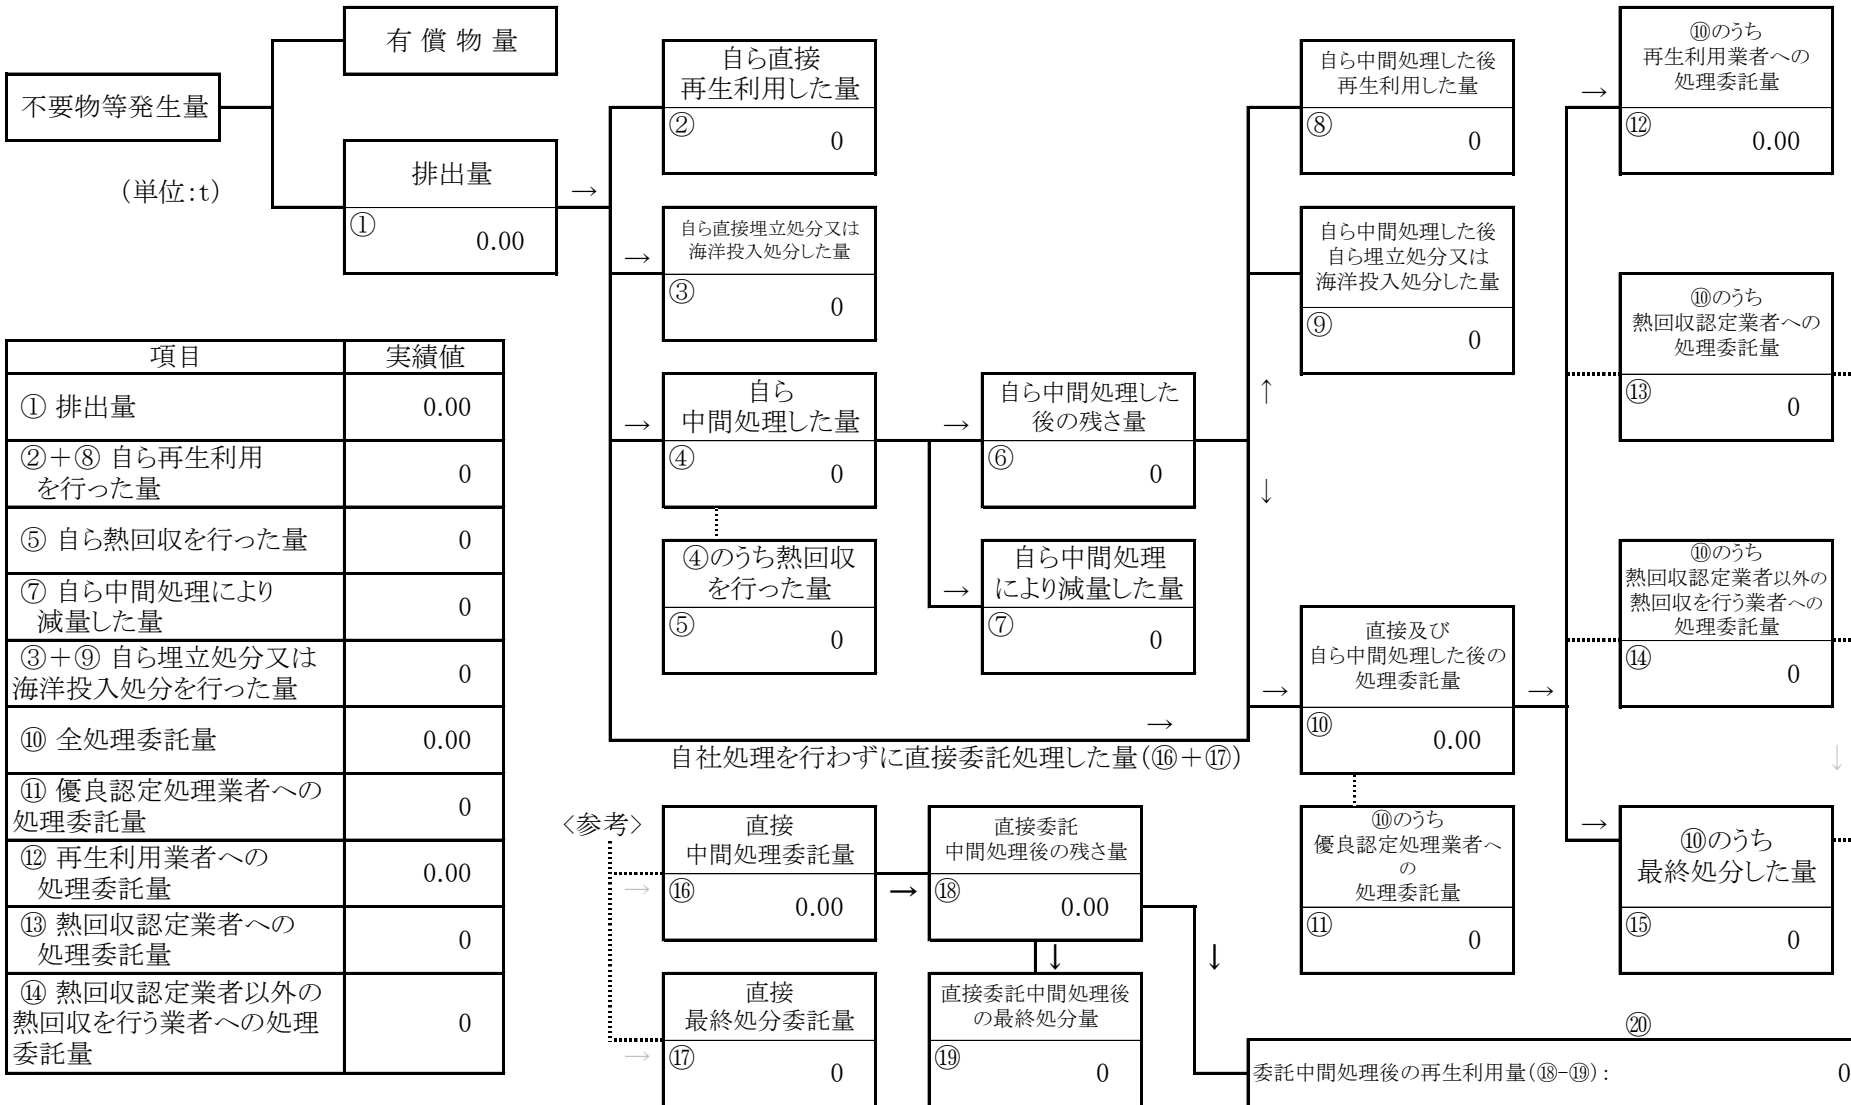 有 償 物 量
不要物等発生量
(単位:t)
排出量
①
0.00
→
自ら直接
再生利用した量
②
0
→
自ら直接埋立処分又は
海洋投入処分した量
③
0
→
自ら
中間処理した量
④
0
④のうち熱回収
を行った量
⑤
0
→
自ら中間処理した
後の残さ量
⑥
0
→
自ら中間処理
により減量した量
⑦
0
自ら中間処理した後
再生利用した量
⑧
0
自ら中間処理した後
自ら埋立処分又は
海洋投入処分した量
⑨
0
↑
↓
→
直接及び
自ら中間処理した後の
処理委託量
⑩
0.00
→
→
自社処理を行わずに直接委託処理した量(⑯+⑰)
⑩のうち
優良認定処理業者へ
の
処理委託量
⑪
0
→
⑩のうち
再生利用業者への
処理委託量
⑫
0.00
⑩のうち
熱回収認定業者への
処理委託量
⑬
0
⑩のうち
熱回収認定業者以外の
熱回収を行う業者への
処理委託量
⑭
0
↓
→
⑩のうち
最終処分した量
⑮
0
項目 実績値
① 排出量 0.00
②+⑧ 自ら再生利用
を行った量 0
⑤ 自ら熱回収を行った量 0
⑦ 自ら中間処理により
減量した量 0
③+⑨ 自ら埋立処分又は
海洋投入処分を行った量 0
⑩ 全処理委託量 0.00
⑪ 優良認定処理業者への
処理委託量 0
⑫ 再生利用業者への
処理委託量 0.00
⑬ 熱回収認定業者への
処理委託量 0
⑭ 熱回収認定業者以外の
熱回収を行う業者への処理
委託量 0
〈参考〉
→
直接
中間処理委託量
⑯
0.00
→
直接委託
中間処理後の残さ量
⑱
0.00
↓
↓
→
直接
最終処分委託量
⑰
0
直接委託中間処理後
の最終処分量
⑲
0
⑳
委託中間処理後の再生利用量(⑱-⑲): 0